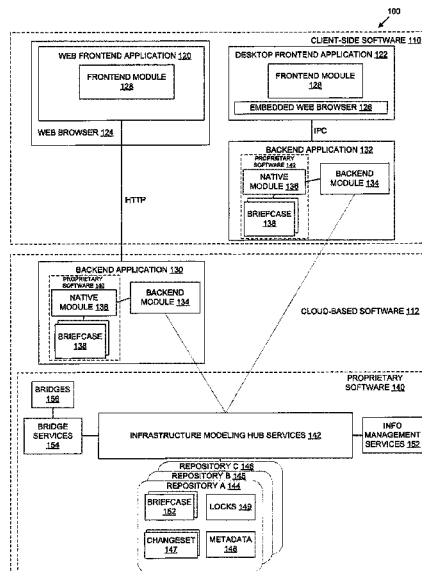 100
CLIENT-SIDE SOFTWARE 110
WEB FRONTEND APPLICATION 120
FRONTEND MODULE
128
WEB BROWSER 124
DESKTOP FRONTEND APPLICATION 122
FRONTEND MODULE
128
EMBEDDED WEB BROWSER 126
IPC
BACKEND APPLICATION 132
PROPRIETARY
SOFTWARE 140
NATIVE
MODULE 136
BACKEND
MODULE 134
BRIEFCASE
138
HTTP
BACKEND APPLICATION 130
PROPRIETARY
SOFTWARE 140
NATIVE
MODULE 136
BACKEND
MODULE 134
BRIEFCASE
138
CLOUD-BASED SOFTWARE 112
PROPRIETARY
SOFTWARE 140
BRIDGES
156
BRIDGE
SERVICES
154
INFRASTRUCTURE MODELING HUB SERVICES 142
INFO
MANAGEMENT
SERVICES 152
REPOSITORY C 146
REPOSITORY B 145
REPOSITORY A 144
BRIEFCASE
152
LOCKS 149
CHANGESET
147
METADATA
148